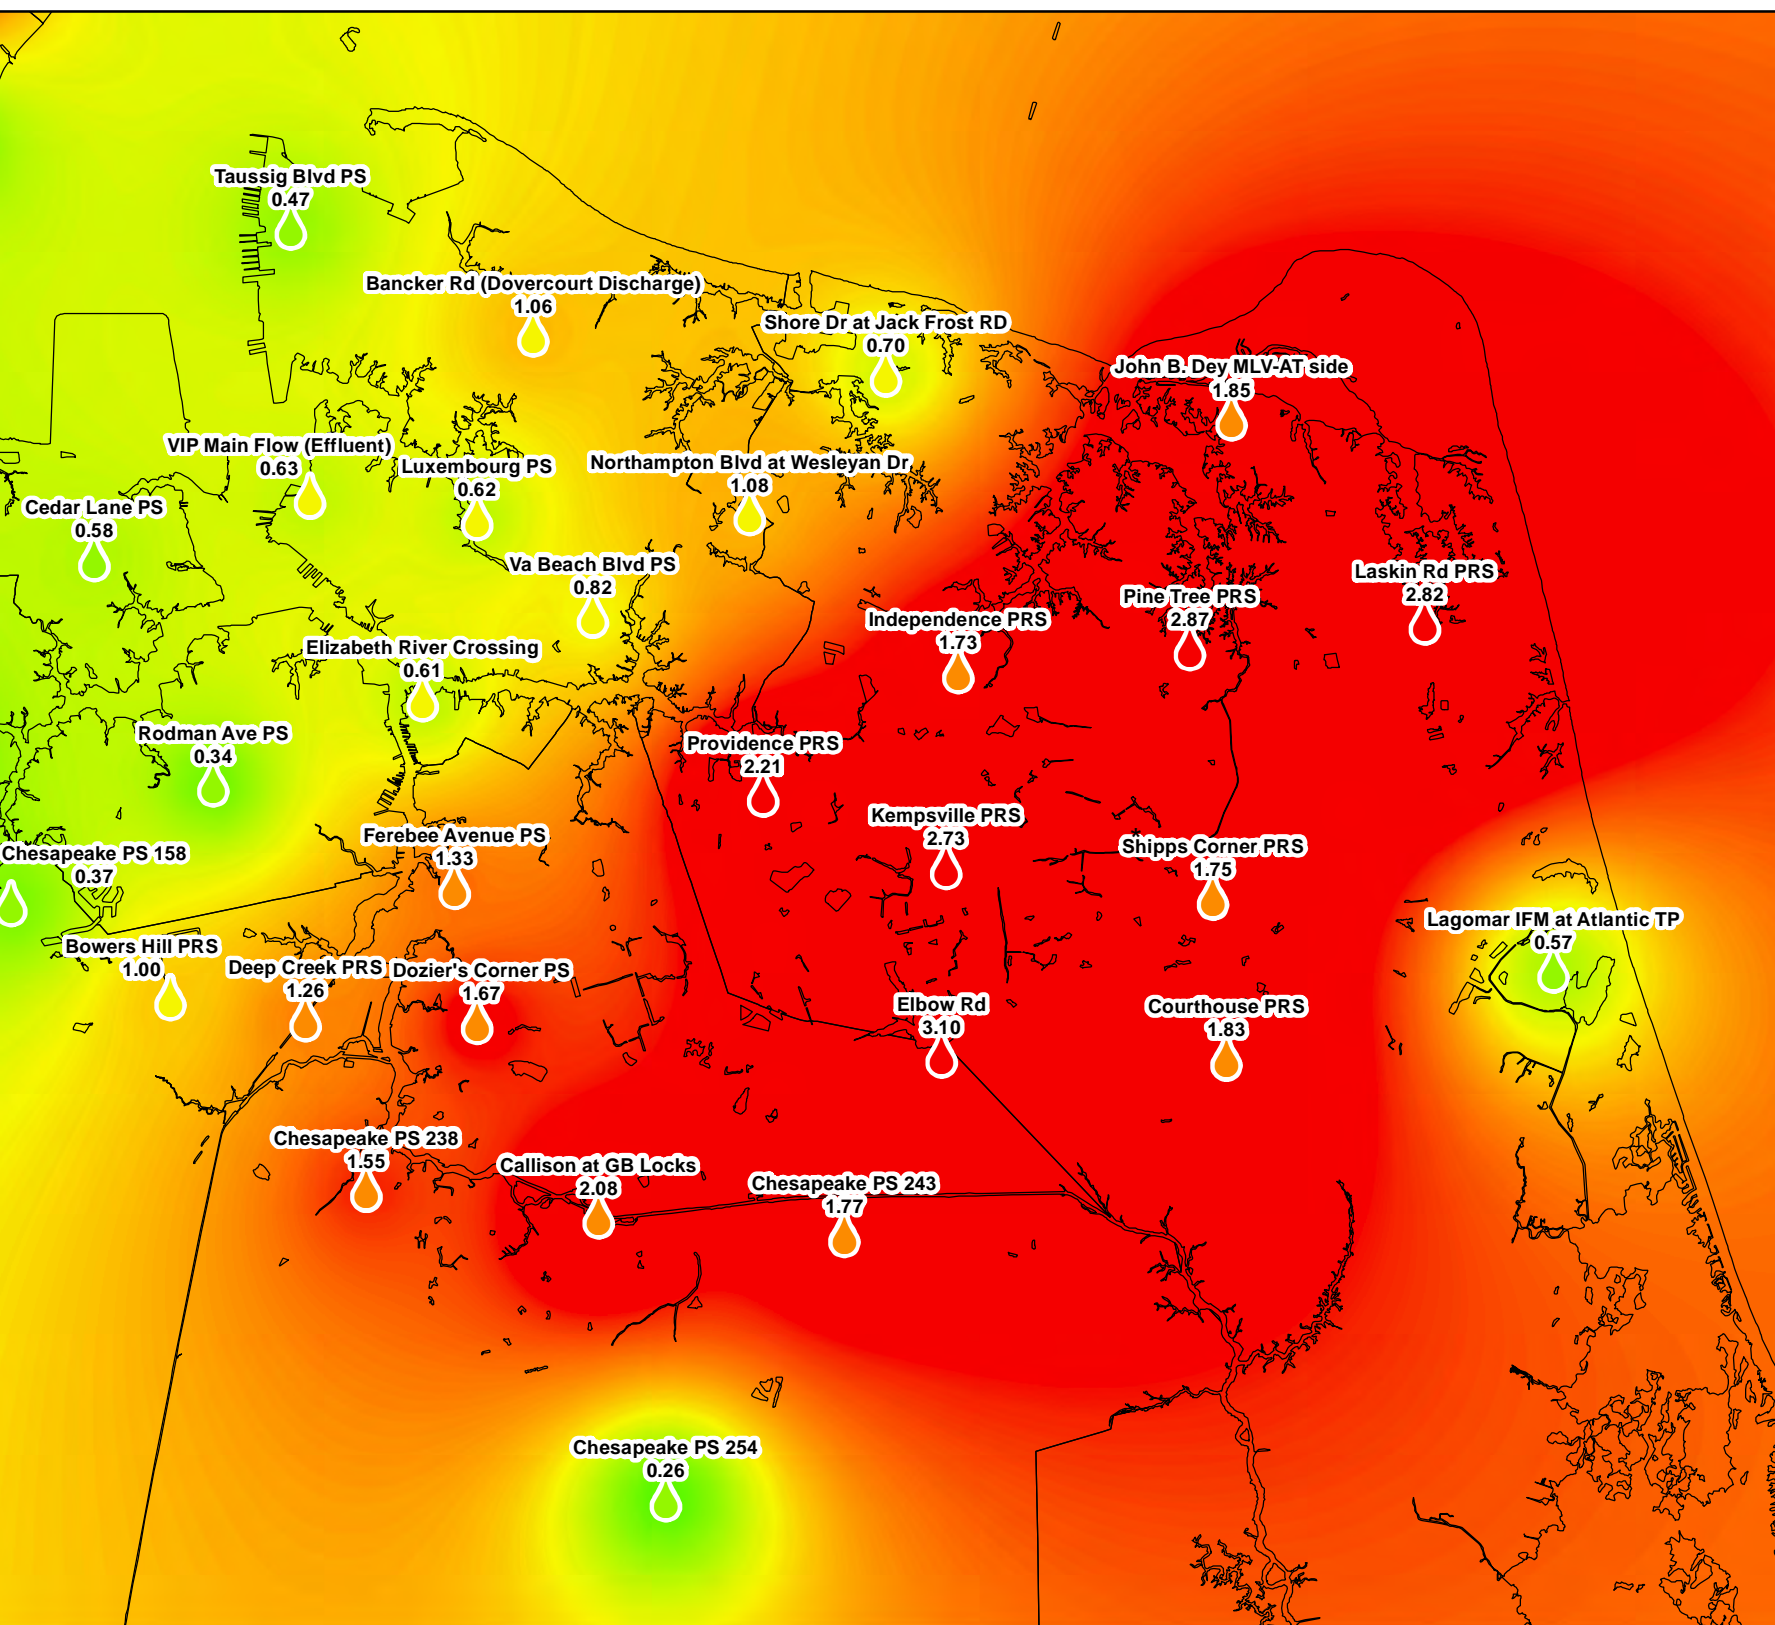 Taussig Blvd PS
0.47
Bancker Rd (Dovercourt Discharge)
1.06
Shore Dr at Jack Frost RD
0.70
John B. Dey MLV-AT side
1.85
VIP Main Flow (Effluent)
0.63
Luxembourg PS
0.62
Northampton Blvd at Wesleyan Dr
1.08
Cedar Lane PS
0.58
Va Beach Blvd PS
0.82
Laskin Rd PRS
2.82
Pine Tree PRS
2.87
Independence PRS
1.73
Elizabeth River Crossing
0.61
Rodman Ave PS
0.34
Providence PRS
2.21
Kempsville PRS
2.73
Ferebee Avenue PS
1.33
Shipps Corner PRS
1.75
Chesapeake PS 158
0.37
Lagomar IFM at Atlantic TP
0.57
Bowers Hill PRS
1.00
Deep Creek PRS
1.26
Dozier's Corner PS
1.67
Elbow Rd
3.10
Courthouse PRS
1.83
Chesapeake PS 238
1.55
Callison at GB Locks
2.08
Chesapeake PS 243
1.77
Chesapeake PS 254
0.26